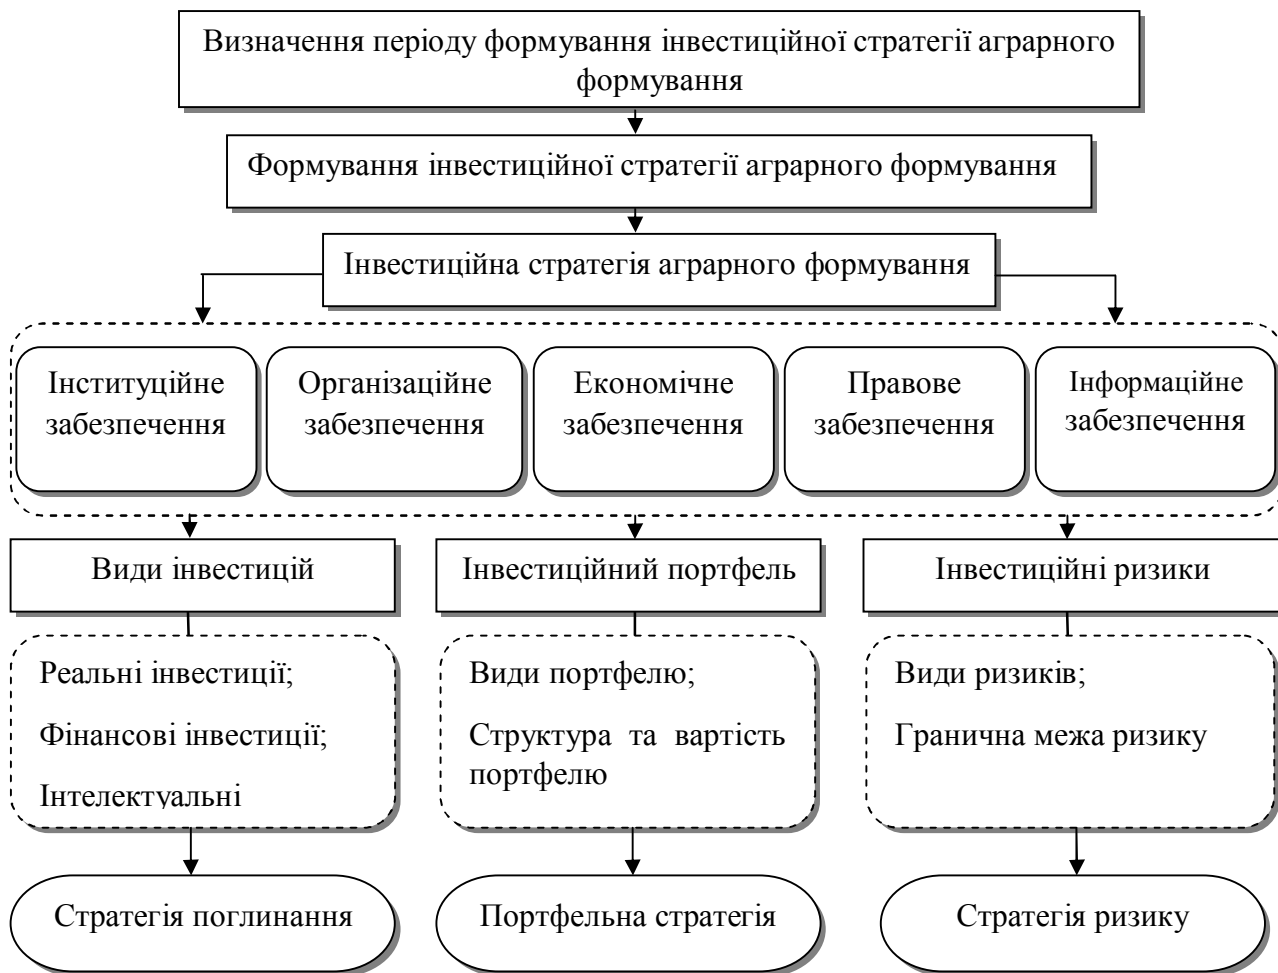 Визначення періоду формування інвестиційної стратегії аграрного
формування
Формування інвестиційної стратегії аграрного формування
Інвестиційна стратегія аграрного формування
Інституційне
забезпечення
Організаційне
забезпечення
Економічне
забезпечення
Правове
забезпечення
Інформаційне
забезпечення
Види інвестицій
Інвестиційний портфель
Інвестиційні ризики
Реальні інвестиції;
Фінансові інвестиції;
Інтелектуальні
Види портфелю;
Структура та вартість
портфелю
Види ризиків;
Гранична межа ризику
Стратегія поглинання
Портфельна стратегія
Стратегія ризику